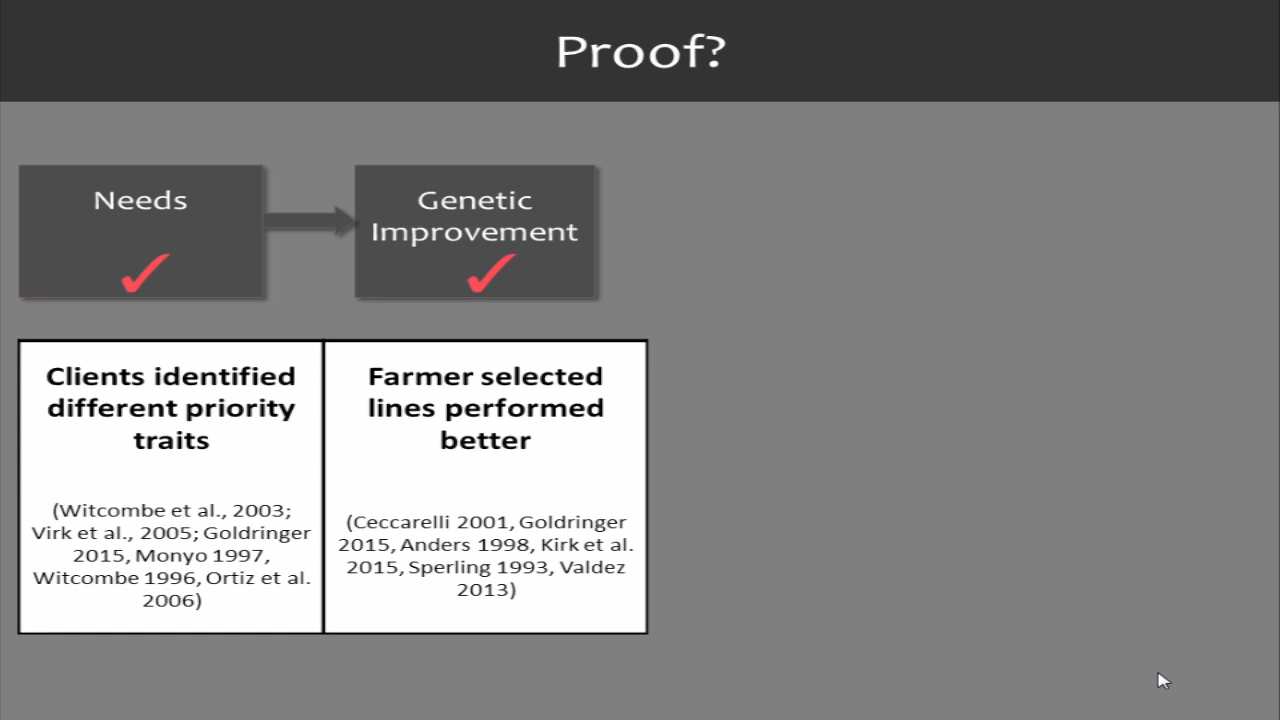 Proof?
Needs
Genetic
Improvement
Clients identified
different priority
traits
(Witcombe et al., 2003;
Virk et al., 2005; Goldringer
2015, Monyo 1997,
Witcombe 1996, Ortiz et al.
2006)
Farmer selected
lines performed
better
(Ceccarelli 2001, Goldringer
2015, Anders 1998, Kirk et al.
2015, Sperling 1993, Valdez
2013)